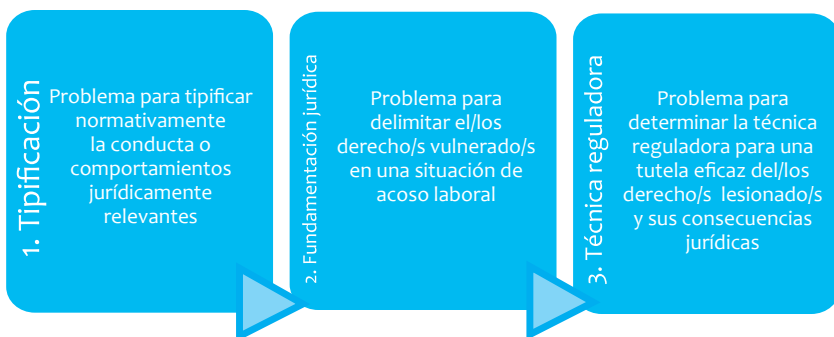 1. Tipificación
Problema para tipificar
normativamente
la conducta o
comportamientos
jurídicamente
relevantes
2. Fundamentación jurídica
Problema para
delimitar el/los
derecho/s vulnerado/s
en una situación de
acoso laboral
3. Técnica reguladora
Problema para
determinar la técnica
reguladora para una
tutela eficaz del/los
derecho/s lesionado/s
y sus consecuencias
jurídicas